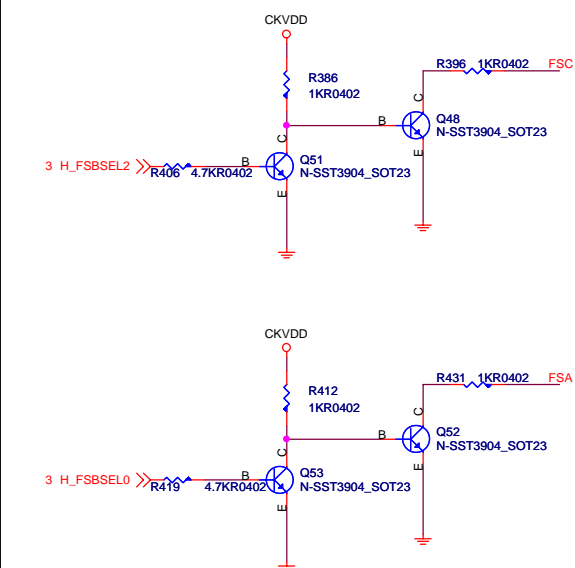 CKVDD
R396 1KR0402 FSC
R386
1KR0402
C
B
Q48
N-SST3904_SOT23
C
E
3 H_FSBSEL2 R406 4.7KR0402 B
Q51
N-SST3904_SOT23
E
CKVDD
R431 1KR0402 FSA
R412
1KR0402
C
B
Q52
N-SST3904_SOT23
C
E
3 H_FSBSEL0 R419 4.7KR0402 B
Q53
N-SST3904_SOT23
E